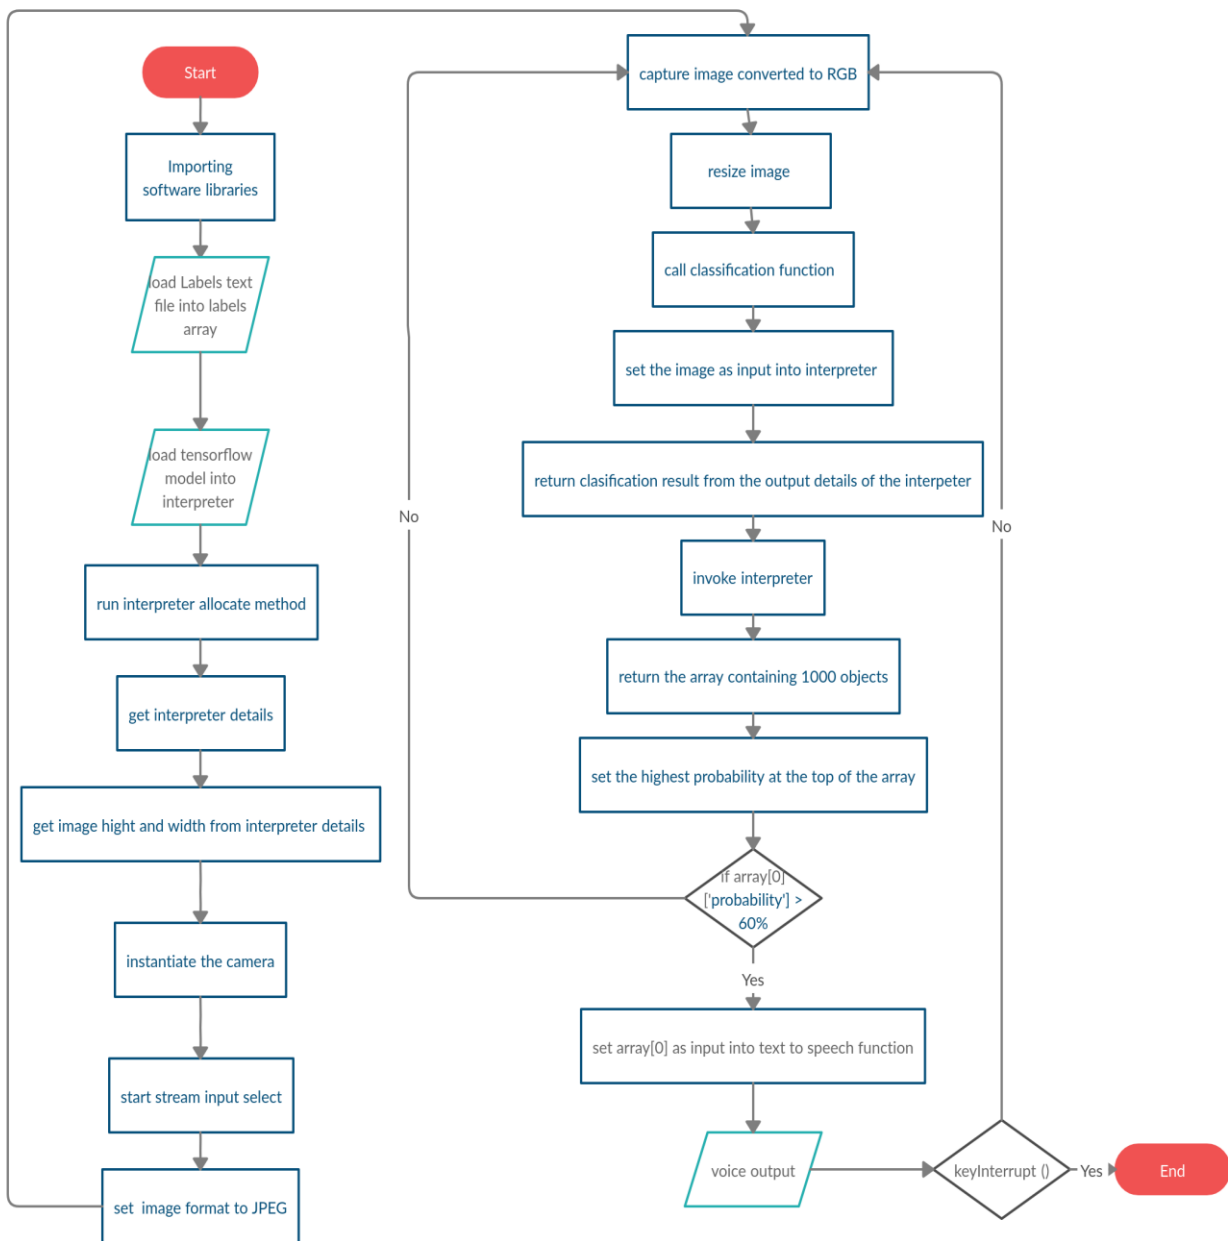 Start
Importing
software libraries
load Labels text
file into labels
array
load tensorflow
model into
interpreter
run interpreter allocate method
get interpreter details
get image hight and width from interpreter details
instantiate the camera
start stream input select
set image format to JPEG
capture image converted to RGB
resize image
call classification function
set the image as input into interpreter
return clasification result from the output details of the interpeter
invoke interpreter
return the array containing 1000 objects
set the highest probability at the top of the array
if array[0]
['probability'] >
60%
No
Yes
set array[0] as input into text to speech function
voice output
keyInterrupt ()
No
Yes
End